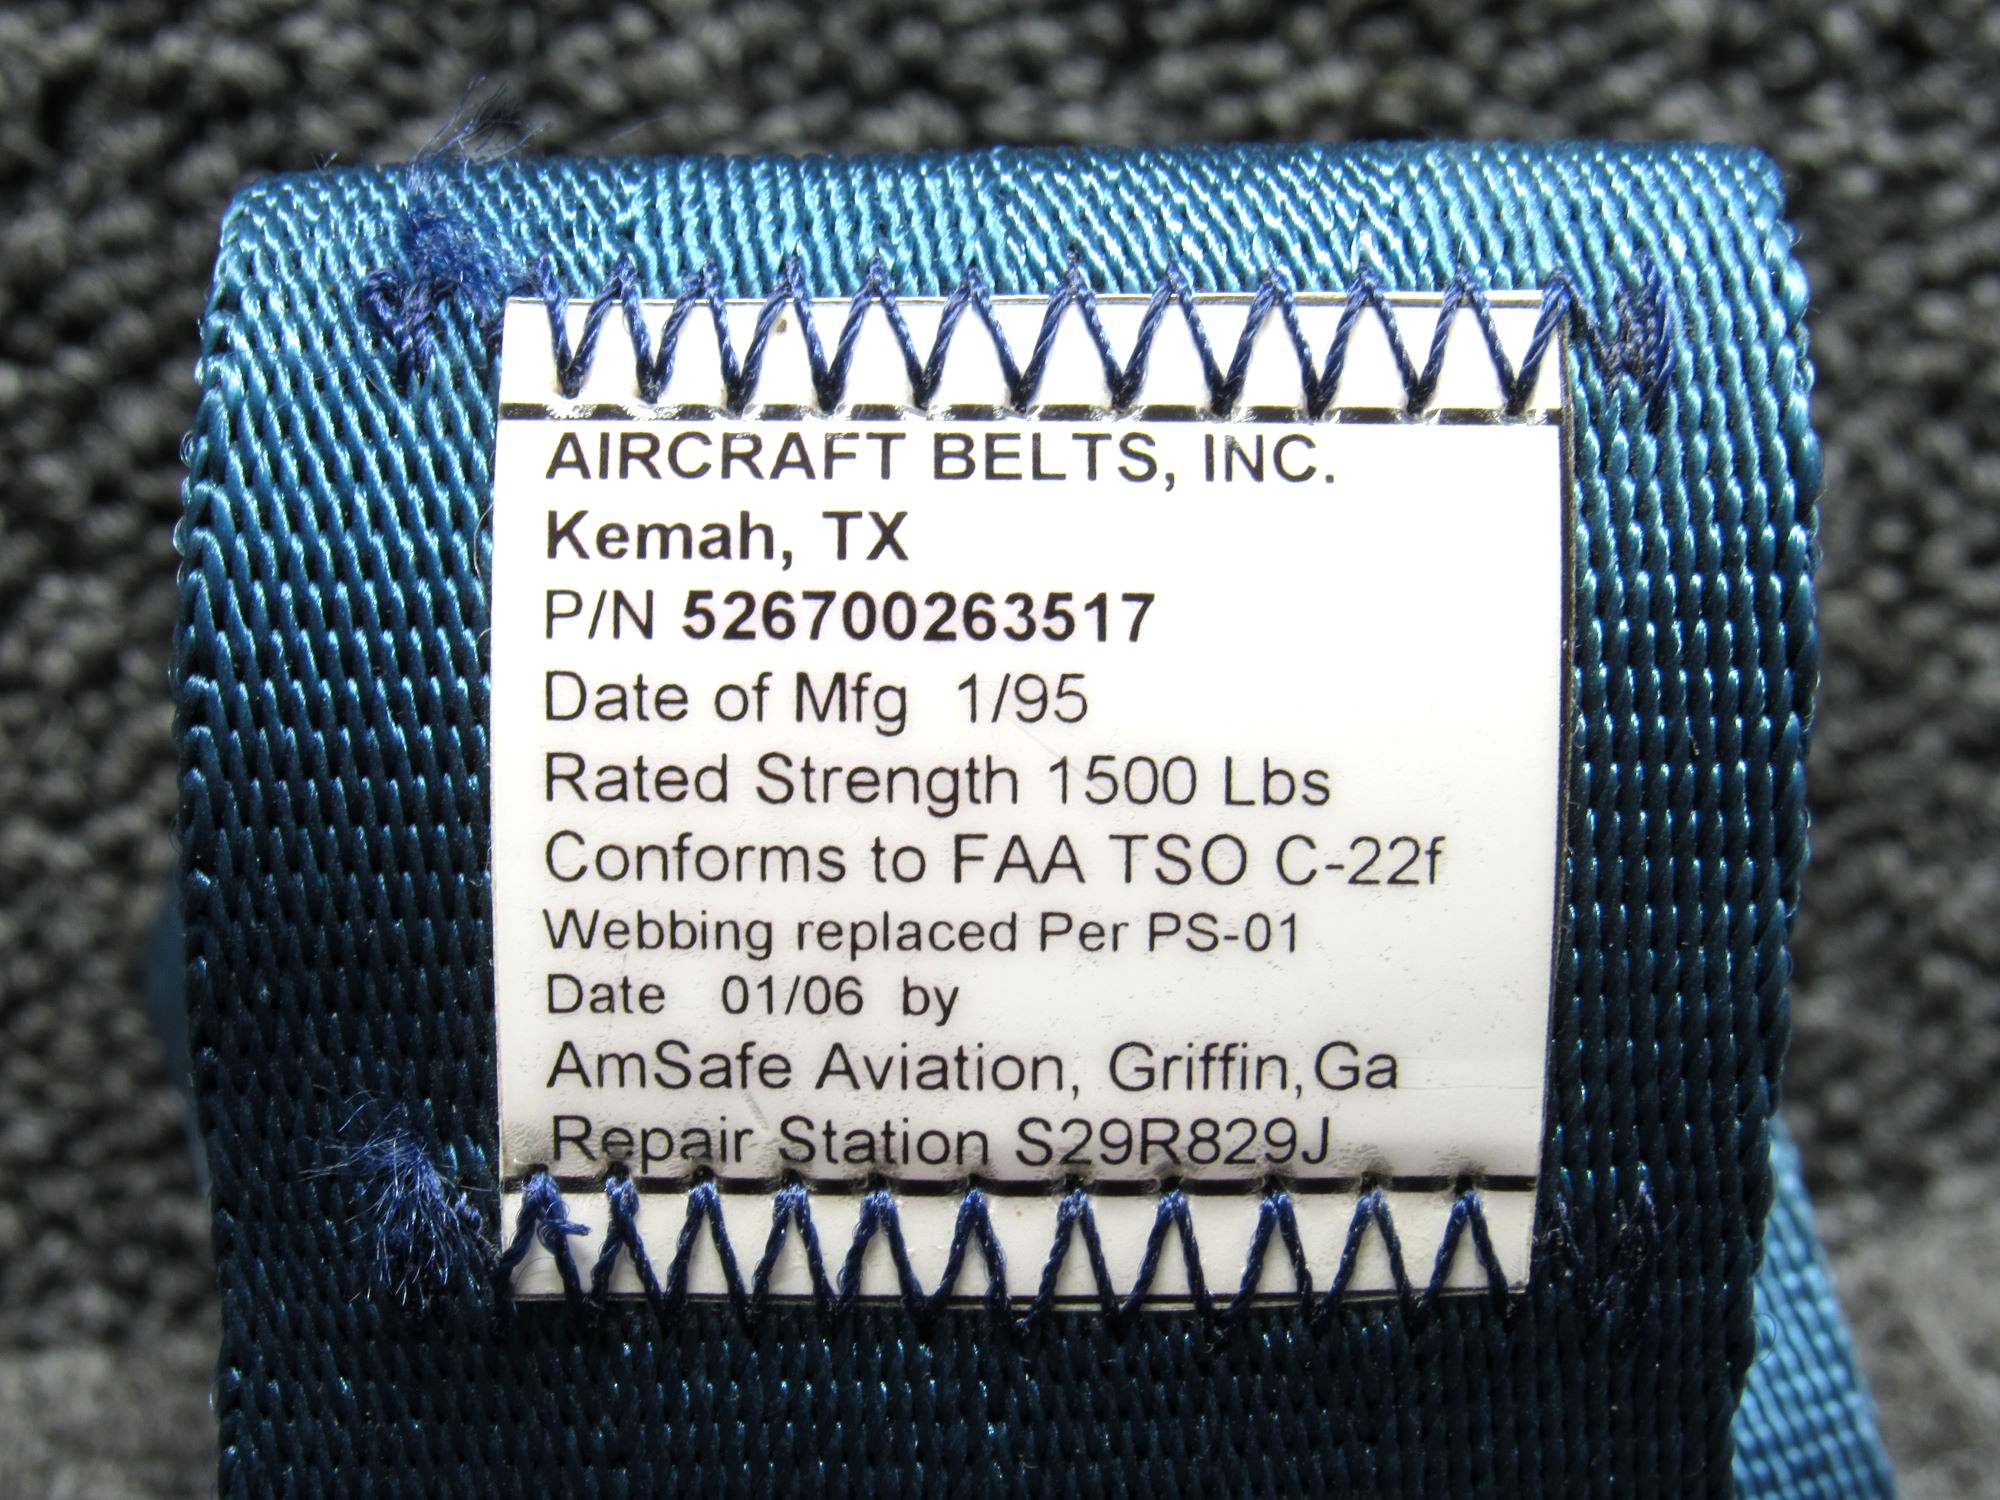 AIRCRAFT BELTS, INC.
Kemah, TX
P/N 526700263517
Date of Mfg 1/95
Rated Strength 1500 Lbs
Conforms to FAA TSO C-22f
Webbing replaced Per PS-01
Date 01/06 by
AmSafe Aviation, Griffin,Ga
Repair Station S29R829J